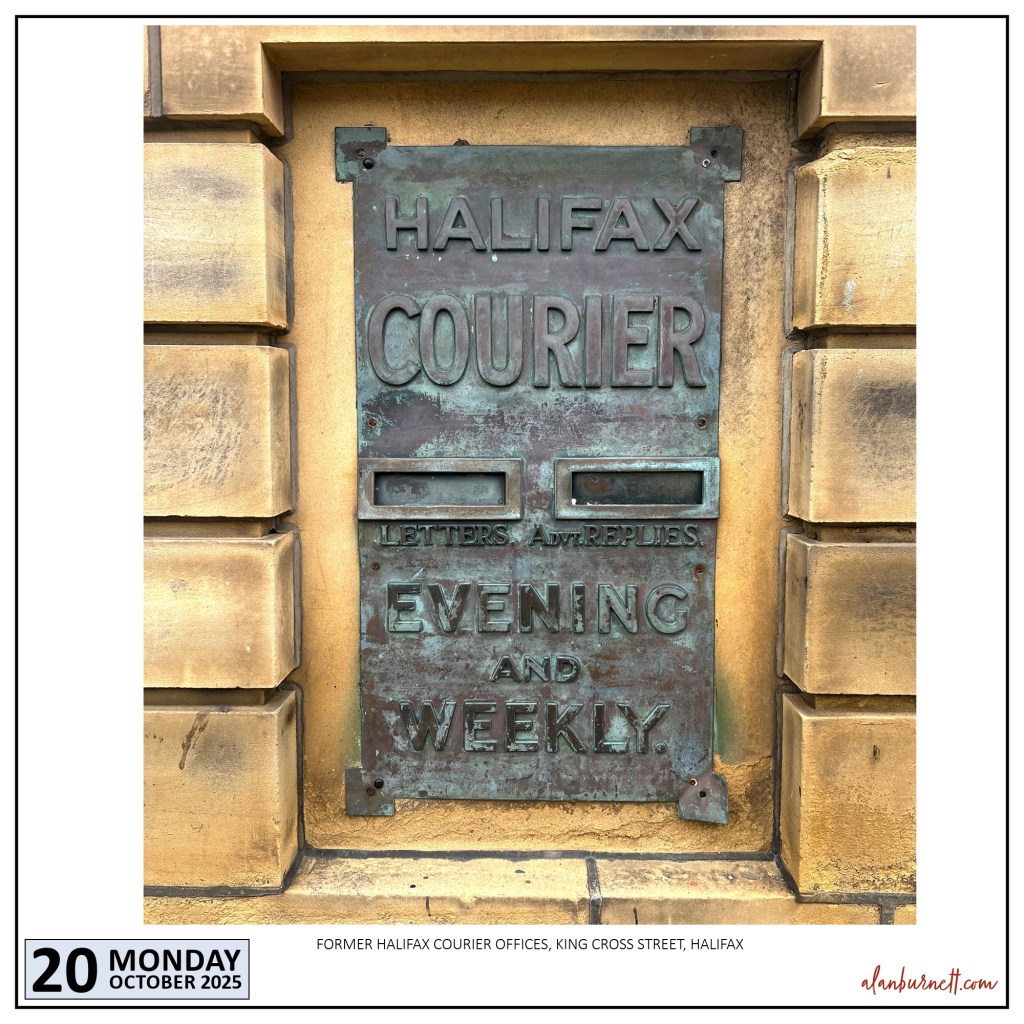 HALIFAX
COURIER
LETTERS. ADVT. REPLIES.
EVENING
AND
WEEKLY.
FORMER HALIFAX COURIER OFFICES, KING CROSS STREET, HALIFAX
20 MONDAY
OCTOBER 2025
alanburnett.com